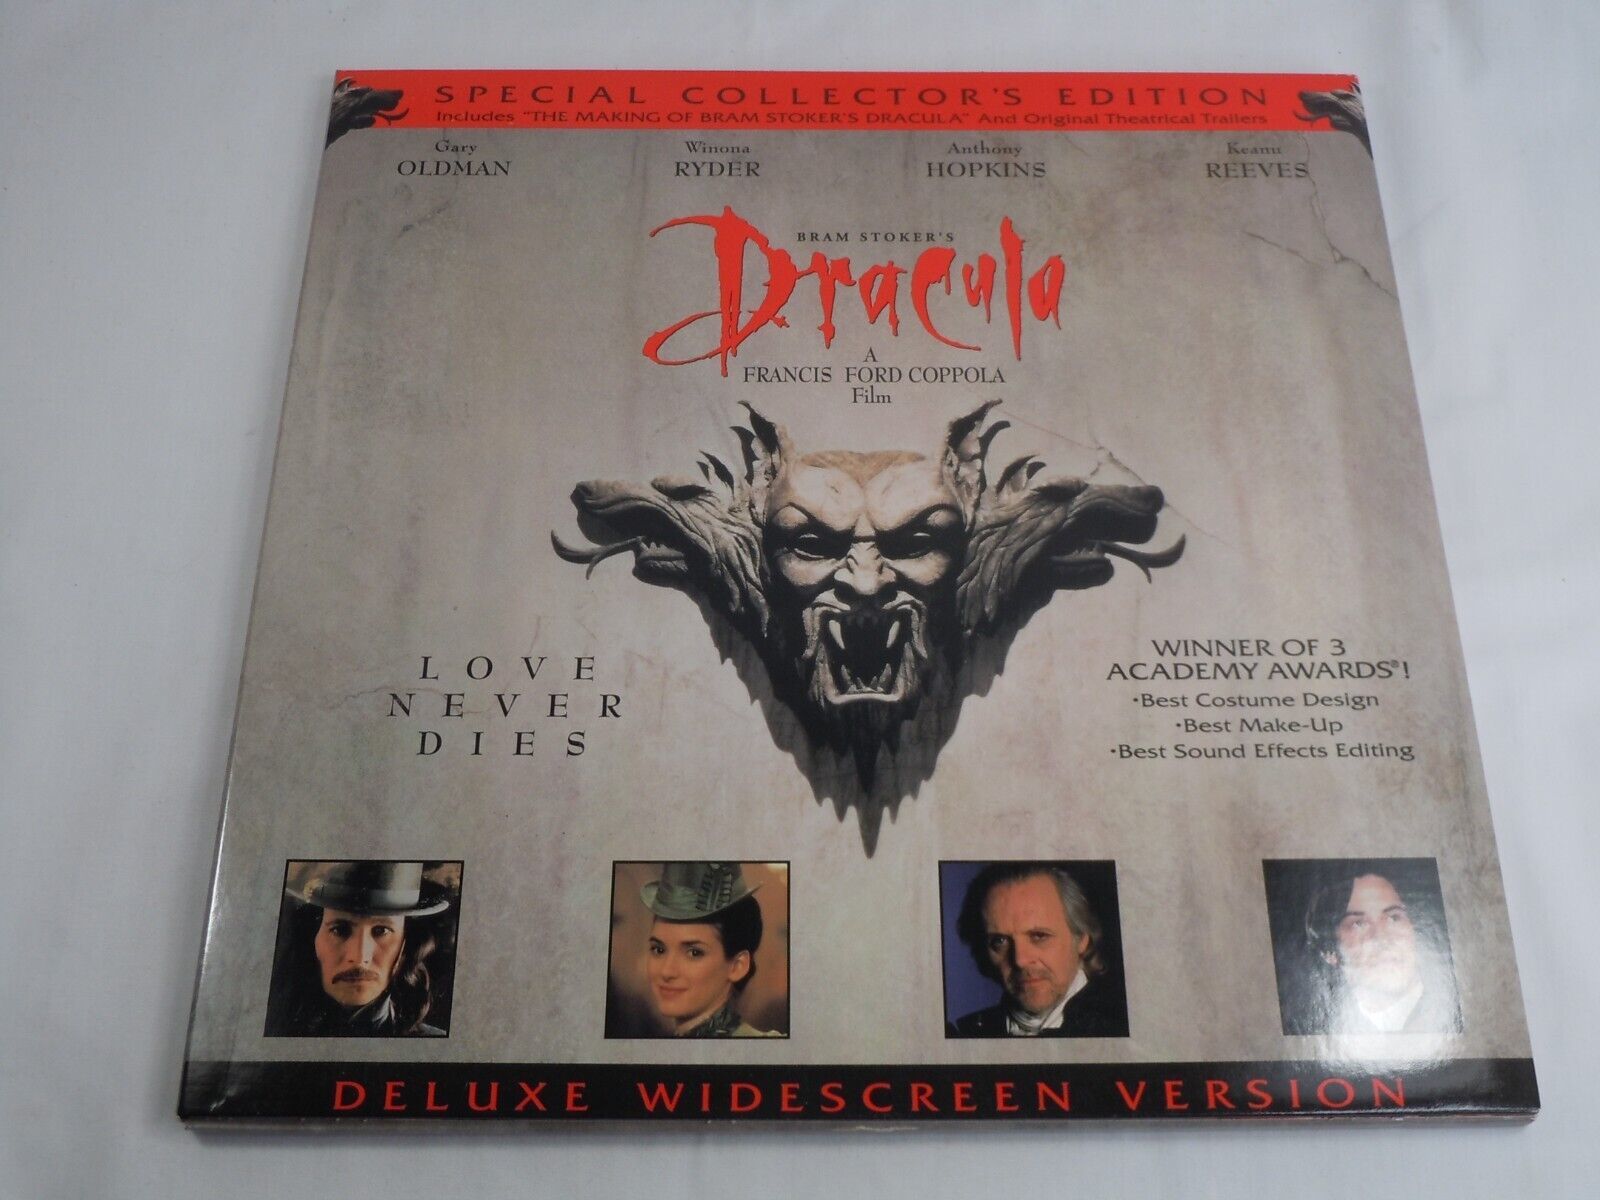 SPECIAL COLLECTOR'S EDITION
Includes "THE MAKING OF BRAM STOKER'S DRACULA" And Original Theatrical Trailers
Gary Winona Anthony Keanu
OLDMAN RYDER HOPKINS REEVES
BRAM STOKER'S
Dracula
A
FRANCIS FORD COPPOLA
Film
LOVE
NEVER
DIES
WINNER OF 3
ACADEMY AWARDS®!
•Best Costume Design
•Best Make-Up
•Best Sound Effects Editing
DELUXE WIDESCREEN VERSION